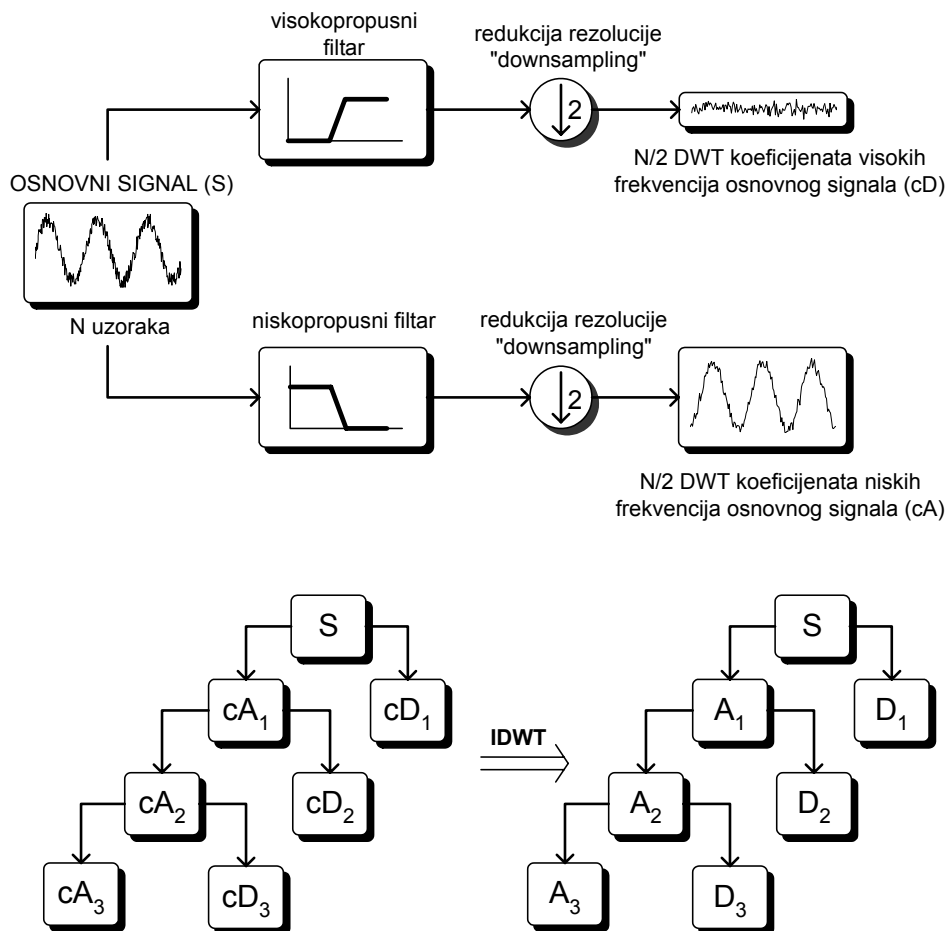 visokopropusni
filtar
redukcija rezolucije
"downsampling"
2
OSNOVNI SIGNAL (S)
N/2 DWT koeficijenata visokih
frekvencija osnovnog signala (cD)
N uzoraka
niskopropusni filtar
redukcija rezolucije
"downsampling"
2
N/2 DWT koeficijenata niskih
frekvencija osnovnog signala (cA)
S
cA₁
cD₁
cA₂
cD₂
cA₃
cD₃
IDWT
S
A₁
D₁
A₂
D₂
A₃
D₃